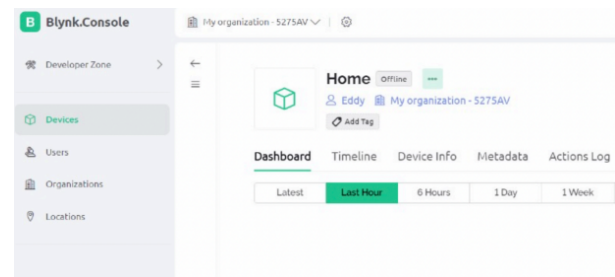 B Blynk.Console
My organization - 5275AV
Developer Zone
Devices
Users
Organizations
Locations
Home Offline ...
Eddy My organization - 5275AV
Add Tag
Dashboard Timeline Device Info Metadata Actions Log
Latest Last Hour 6 Hours 1 Day 1 Week